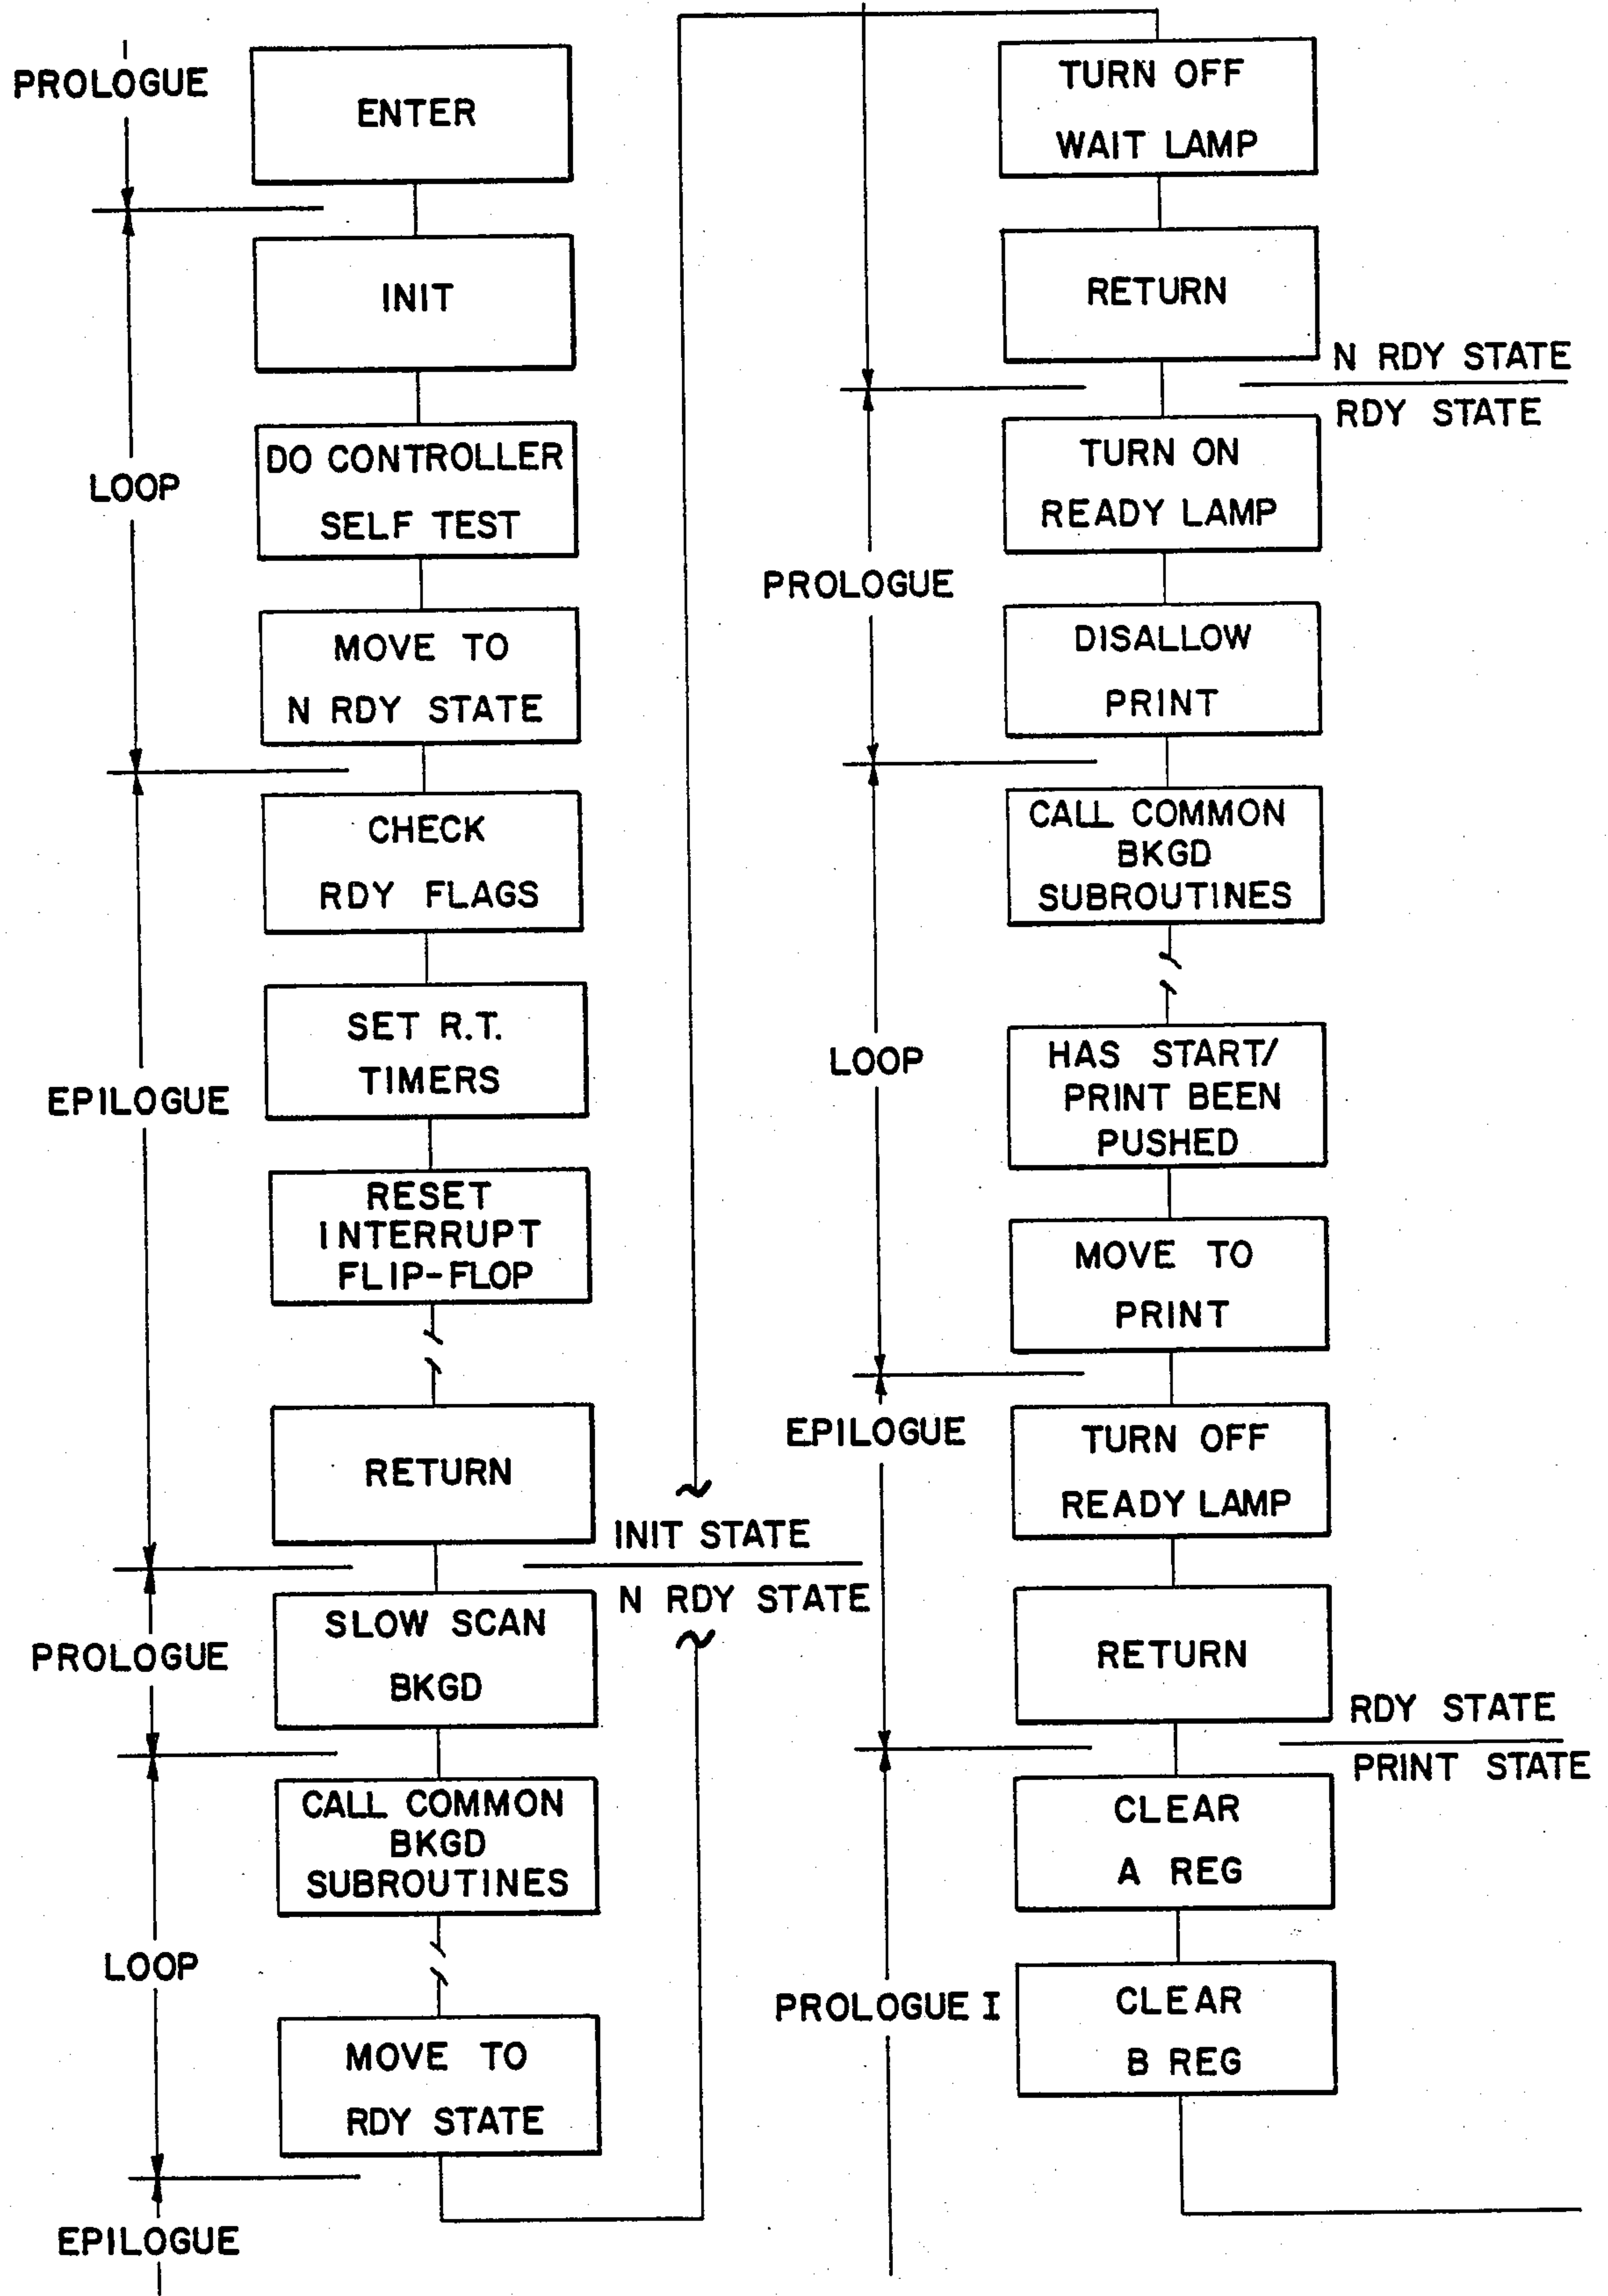 PROLOGUE
ENTER
INIT
LOOP
DO CONTROLLER
SELF TEST
MOVE TO
N RDY STATE
CHECK
RDY FLAGS
EPILOGUE
SET R.T.
TIMERS
RESET
INTERRUPT
FLIP-FLOP
RETURN
INIT STATE
N RDY STATE
PROLOGUE
SLOW SCAN
BKGD
LOOP
CALL COMMON
BKGD
SUBROUTINES
MOVE TO
RDY STATE
EPILOGUE
TURN OFF
WAIT LAMP
RETURN
N RDY STATE
RDY STATE
PROLOGUE
TURN ON
READY LAMP
DISALLOW
PRINT
LOOP
CALL COMMON
BKGD
SUBROUTINES
HAS START/
PRINT BEEN
PUSHED
MOVE TO
PRINT
EPILOGUE
TURN OFF
READY LAMP
RETURN
RDY STATE
PRINT STATE
PROLOGUE I
CLEAR
A REG
CLEAR
B REG